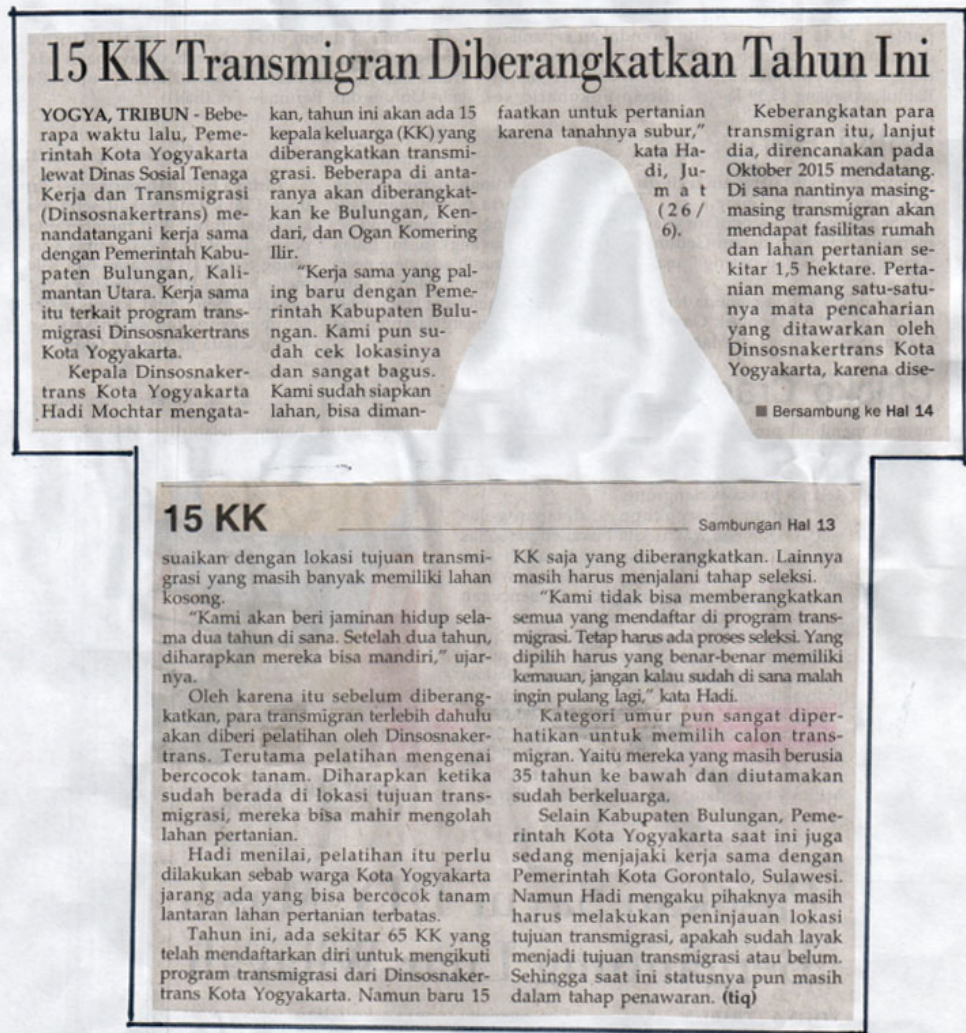 15 KK Transmigran Diberangkatkan Tahun Ini
YOGYA, TRIBUN - Bebe-
rapa waktu lalu, Peme-
rintah Kota Yogyakarta
lewat Dinas Sosial Tenaga
Kerja dan Transmigrasi
(Dinsosnakertrans) me-
nandatangani kerja sama
dengan Pemerintah Kabu-
paten Bulungan, Kali-
mantan Utara. Kerja sama
itu terkait program trans-
migrasi Dinsosnakertrans
Kota Yogyakarta.
Kepala Dinsosnaker-
trans Kota Yogyakarta
Hadi Mochtar mengata-
kan, tahun ini akan ada 15
kepala keluarga (KK) yang
diberangkatkan transmi-
grasi. Beberapa di anta-
ranya akan diberangkat-
kan ke Bulungan, Ken-
dari, dan Ogan Komering
Ilir.
"Kerja sama yang pal-
ing baru dengan Peme-
rintah Kabupaten Bulu-
ngan. Kami pun su-
dah cek lokasinya
dan sangat bagus.
Kami sudah siapkan
lahan, bisa diman-
faatkan untuk pertanian
karena tanahnya subur,"
kata Ha-
di, Ju-
m a t
(26/
6).
Keberangkatan para
transmigran itu, lanjut
dia, direncanakan pada
Oktober 2015 mendatang.
Di sana nantinya masing-
masing transmigran akan
mendapat fasilitas rumah
dan lahan pertanian se-
kitar 1,5 hektare. Perta-
nian memang satu-satu-
nya mata pencaharian
yang ditawarkan oleh
Dinsosnakertrans Kota
Yogyakarta, karena dise-
■ Bersambung ke Hal 14
15 KK
Sambungan Hal 13
suaikan dengan lokasi tujuan transmi-
grasi yang masih banyak memiliki lahan
kosong.
"Kami akan beri jaminan hidup sela-
ma dua tahun di sana. Setelah dua tahun,
diharapkan mereka bisa mandiri," ujar-
nya.
Oleh karena itu sebelum diberang-
katkan, para transmigran terlebih dahulu
akan diberi pelatihan oleh Dinsosnaker-
trans. Terutama pelatihan mengenai
bercocok tanam. Diharapkan ketika
sudah berada di lokasi tujuan trans-
migrasi, mereka bisa mahir mengolah
lahan pertanian.
Hadi menilai, pelatihan itu perlu
dilakukan sebab warga Kota Yogyakarta
jarang ada yang bisa bercocok tanam
lantaran lahan pertanian terbatas.
Tahun ini, ada sekitar 65 KK yang
telah mendaftarkan diri untuk mengikuti
program transmigrasi dari Dinsosnaker-
trans Kota Yogyakarta. Namun baru 15
KK saja yang diberangkatkan. Lainnya
masih harus menjalani tahap seleksi.
"Kami tidak bisa memberangkatkan
semua yang mendaftar di program trans-
migrasi. Tetap harus ada proses seleksi. Yang
dipilih harus yang benar-benar memiliki
kemauan, jangan kalau sudah di sana malah
ingin pulang lagi," kata Hadi.
Kategori umur pun sangat diper-
hatikan untuk memilih calon trans-
migran. Yaitu mereka yang masih berusia
35 tahun ke bawah dan diutamakan
sudah berkeluarga.
Selain Kabupaten Bulungan, Peme-
rintah Kota Yogyakarta saat ini juga
sedang menjajaki kerja sama dengan
Pemerintah Kota Gorontalo, Sulawesi.
Namun Hadi mengaku pihaknya masih
harus melakukan peninjauan lokasi
tujuan transmigrasi, apakah sudah layak
menjadi tujuan transmigrasi atau belum.
Sehingga saat ini statusnya pun masih
dalam tahap penawaran. (tiq)